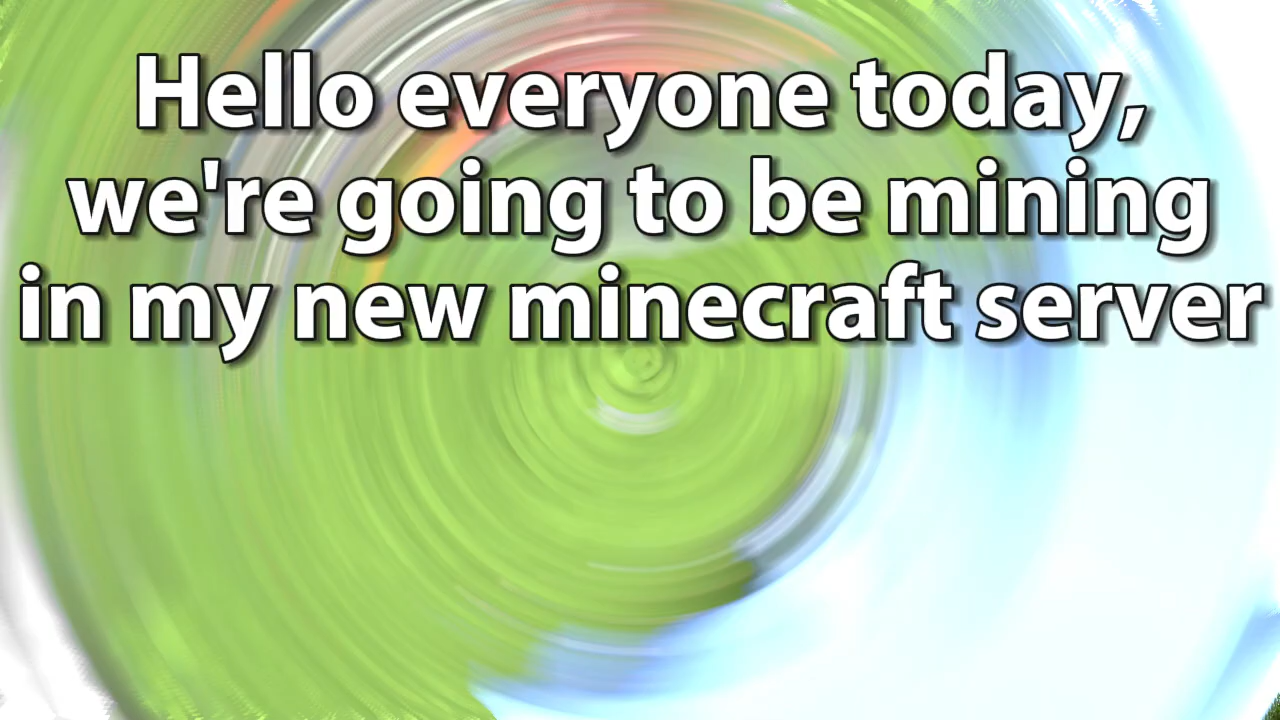 Hello everyone today,
we're going to be mining
in my new minecraft server